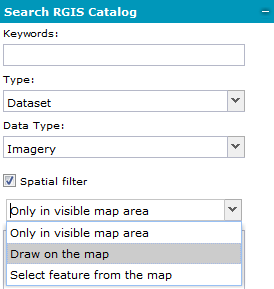 Search RGIS Catalog
Keywords:
Type:
Dataset
Data Type:
Imagery
Spatial filter
Only in visible map area
Only in visible map area
Draw on the map
Select feature from the map